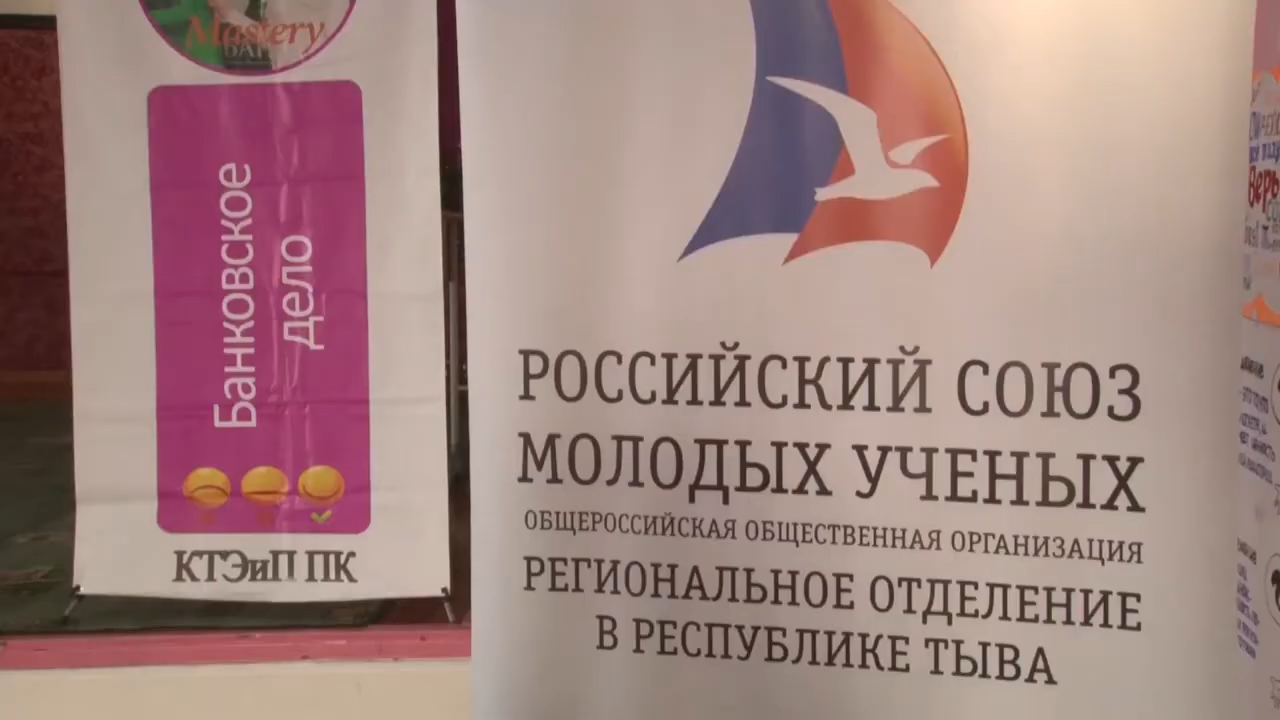 Mastery
Банковское
дело
КТЭиП ПК
РОССИЙСКИЙ СОЮЗ
МОЛОДЫХ УЧЕНЫХ
ОБЩЕРОССИЙСКАЯ ОБЩЕСТВЕННАЯ ОРГАНИЗАЦИЯ
РЕГИОНАЛЬНОЕ ОТДЕЛЕНИЕ
В РЕСПУБЛИКЕ ТЫВА